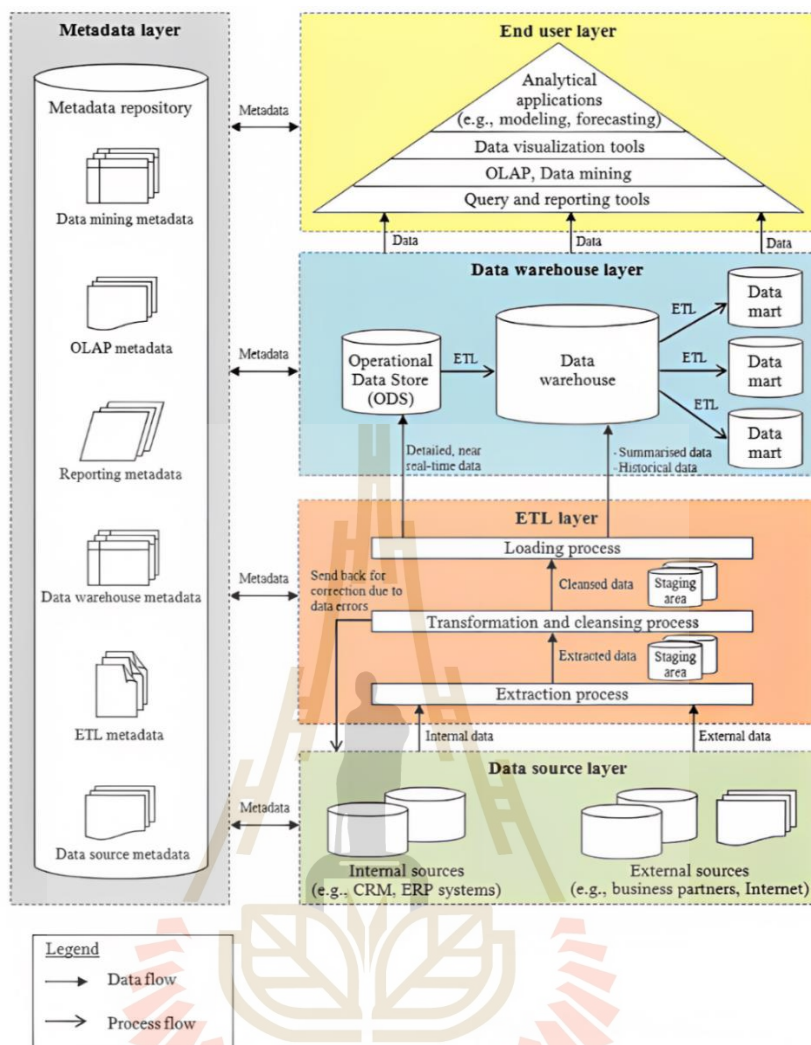 Metadata layer
Metadata repository
Data mining metadata
OLAP metadata
Reporting metadata
Data warehouse metadata
ETL metadata
Data source metadata
Metadata
Metadata
Metadata
Metadata
End user layer
Analytical
applications
(e.g., modeling, forecasting)
Data visualization tools
OLAP, Data mining
Query and reporting tools
Data
Data
Data
Data warehouse layer
Operational
Data Store
(ODS)
ETL
Data
warehouse
ETL
ETL
ETL
Data
mart
Data
mart
Data
mart
Detailed, near
real-time data
- Summarised data
- Historical data
ETL layer
Loading process
Send back for
correction due to
data errors
Cleansed data
Staging
area
Transformation and cleansing process
Extracted data
Staging
area
Extraction process
Internal data
External data
Data source layer
Internal sources
(e.g., CRM, ERP systems)
External sources
(e.g., business partners, Internet)
Legend
Data flow
Process flow